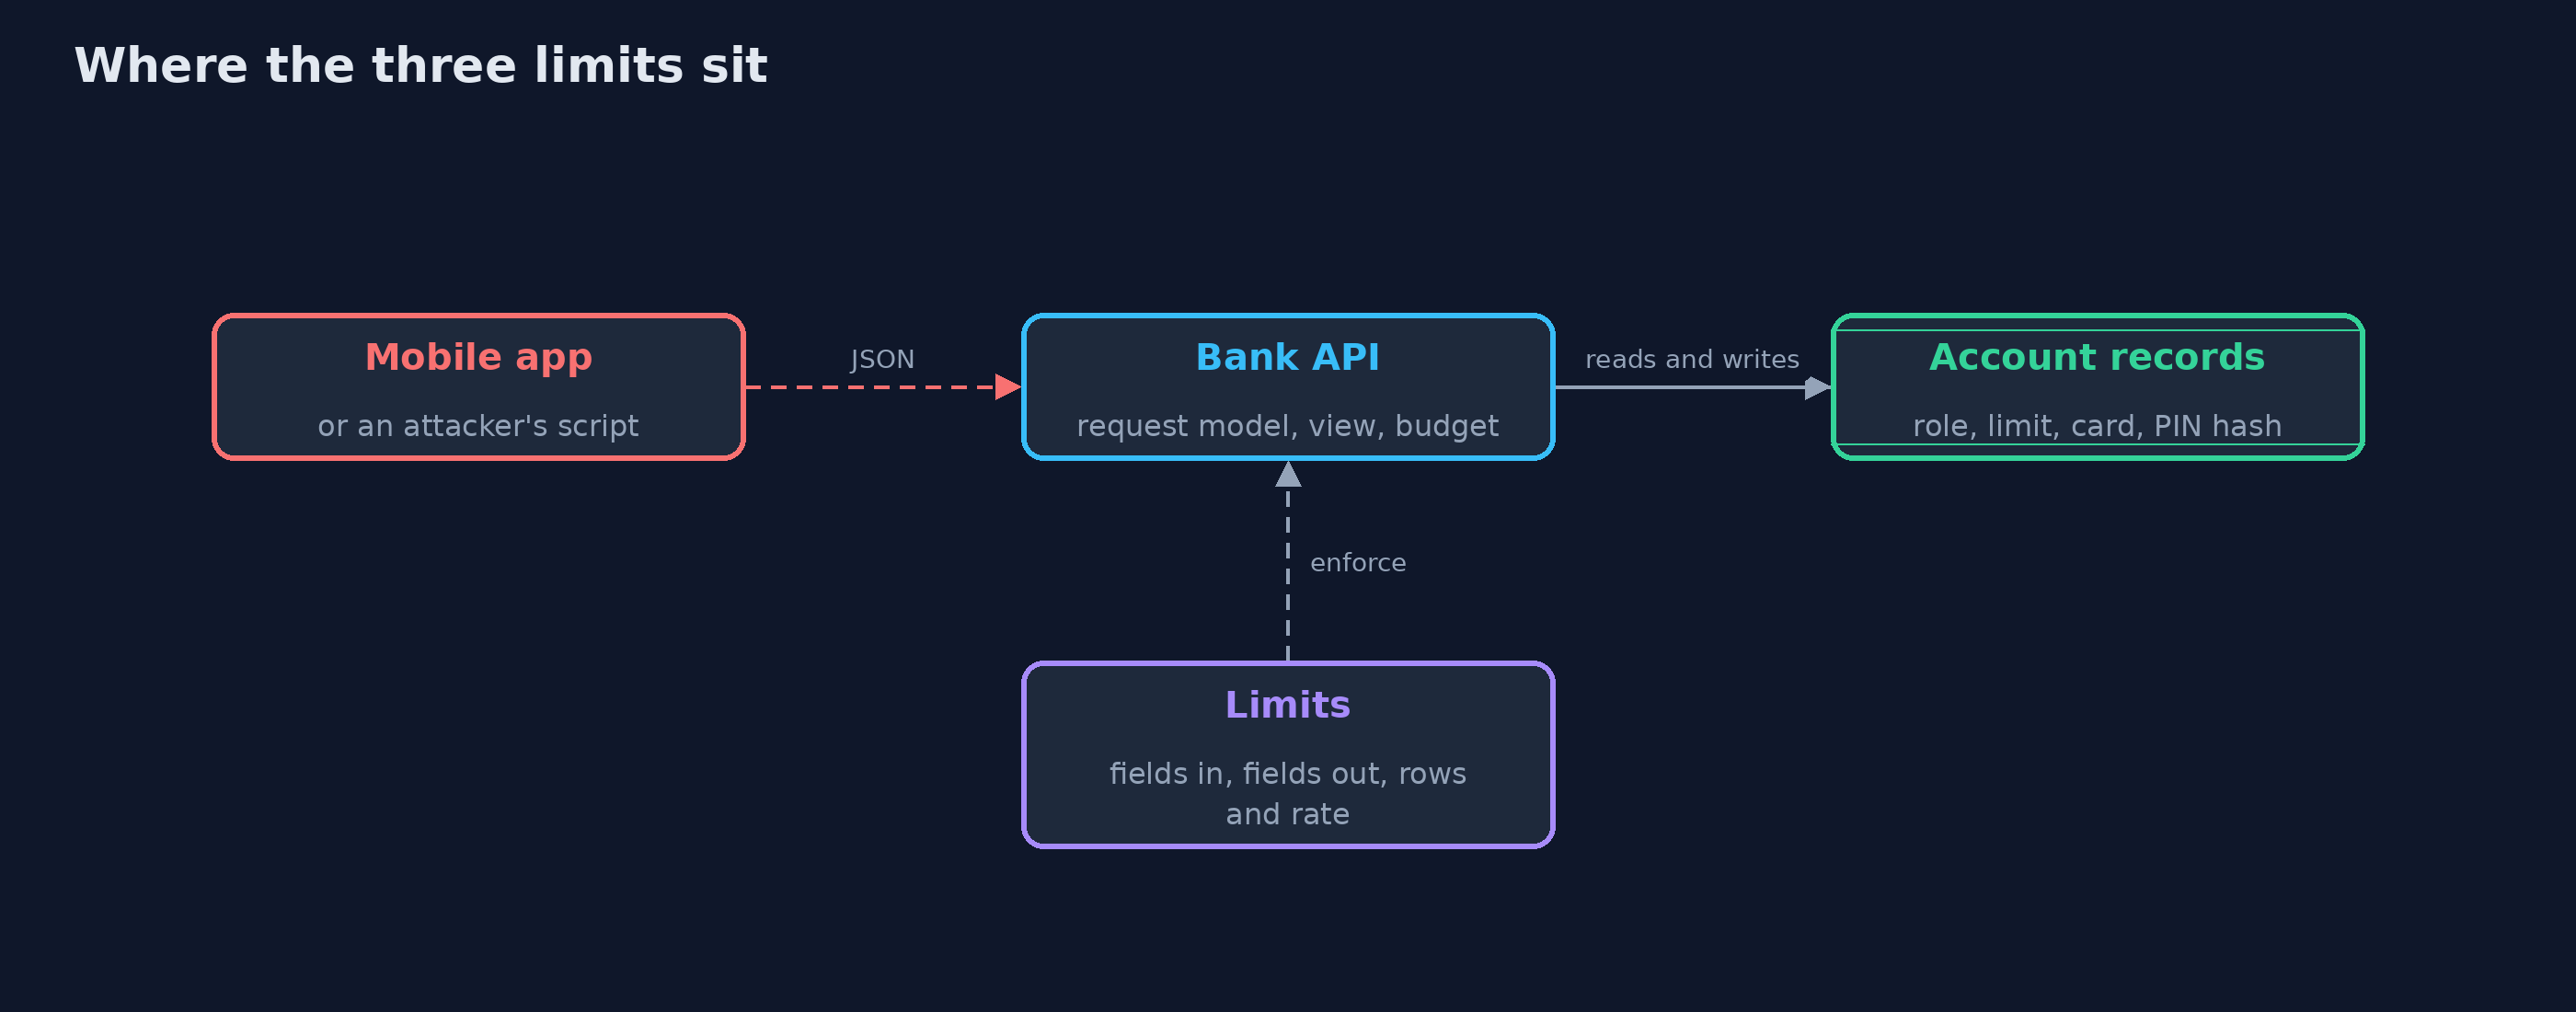 Where the three limits sit
Mobile app
or an attacker's script
JSON
Bank API
request model, view, budget
reads and writes
Account records
role, limit, card, PIN hash
enforce
Limits
fields in, fields out, rows
and rate